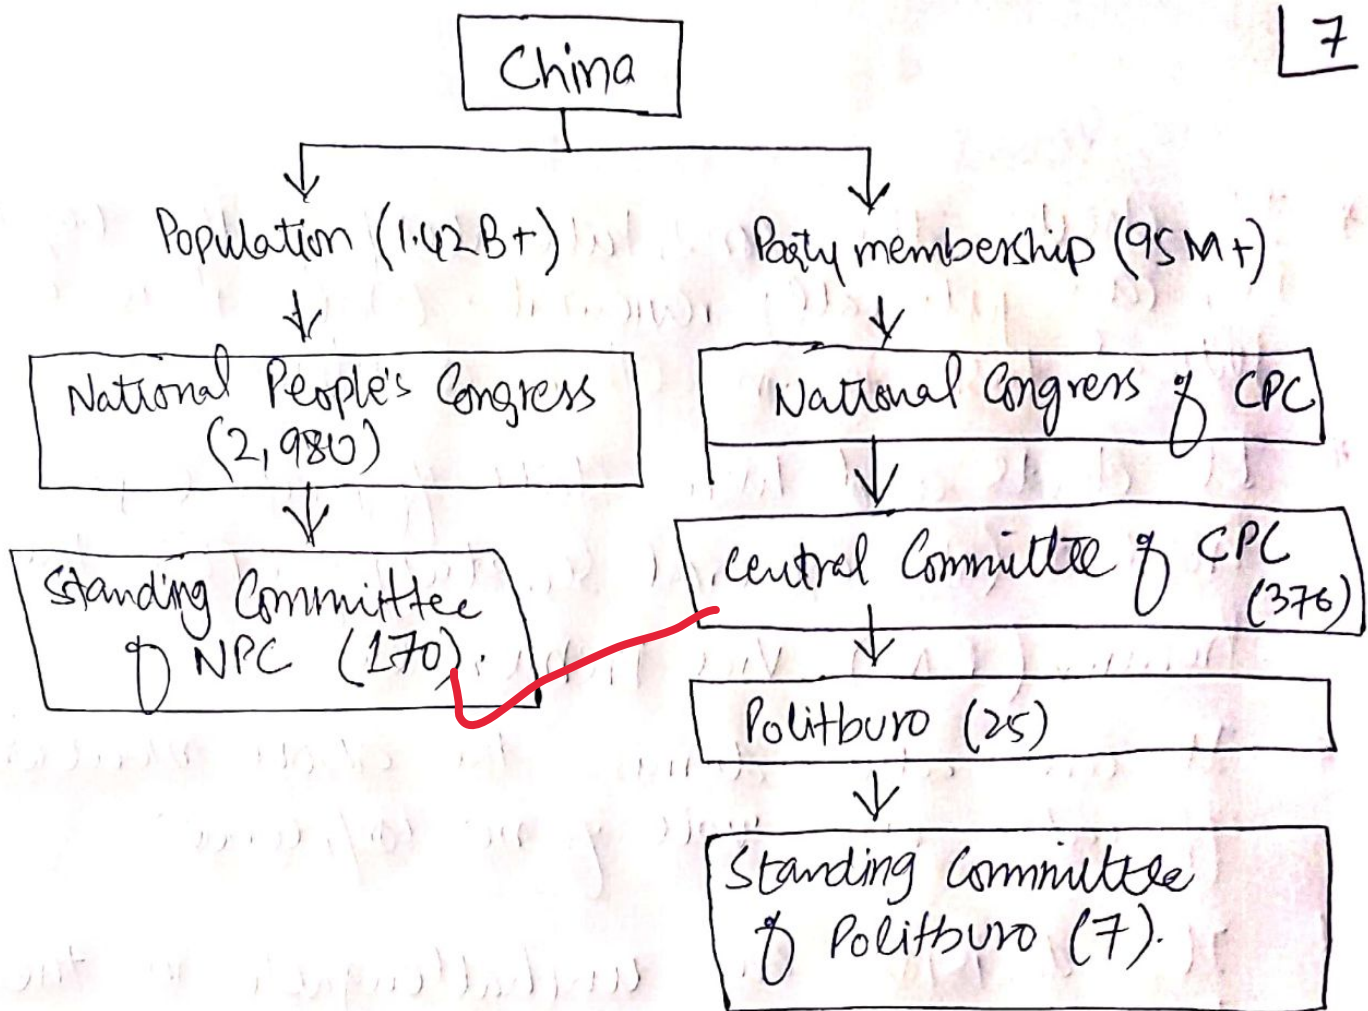 7
China
Population (1.42B+)
Party membership (95M+)
National People's Congress
(2,980)
National Congress of CPC
Standing Committee
of NPC (170).
Central Committee of CPC
(376)
Politburo (25)
Standing Committee
of Politburo (7).